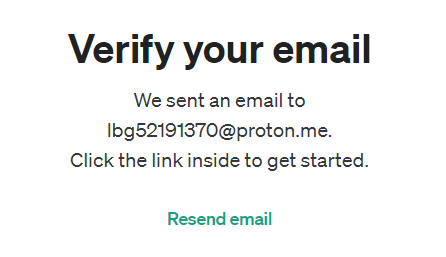 Verify your email
We sent an email to
lbg52191370@proton.me.
Click the link inside to get started.
Resend email